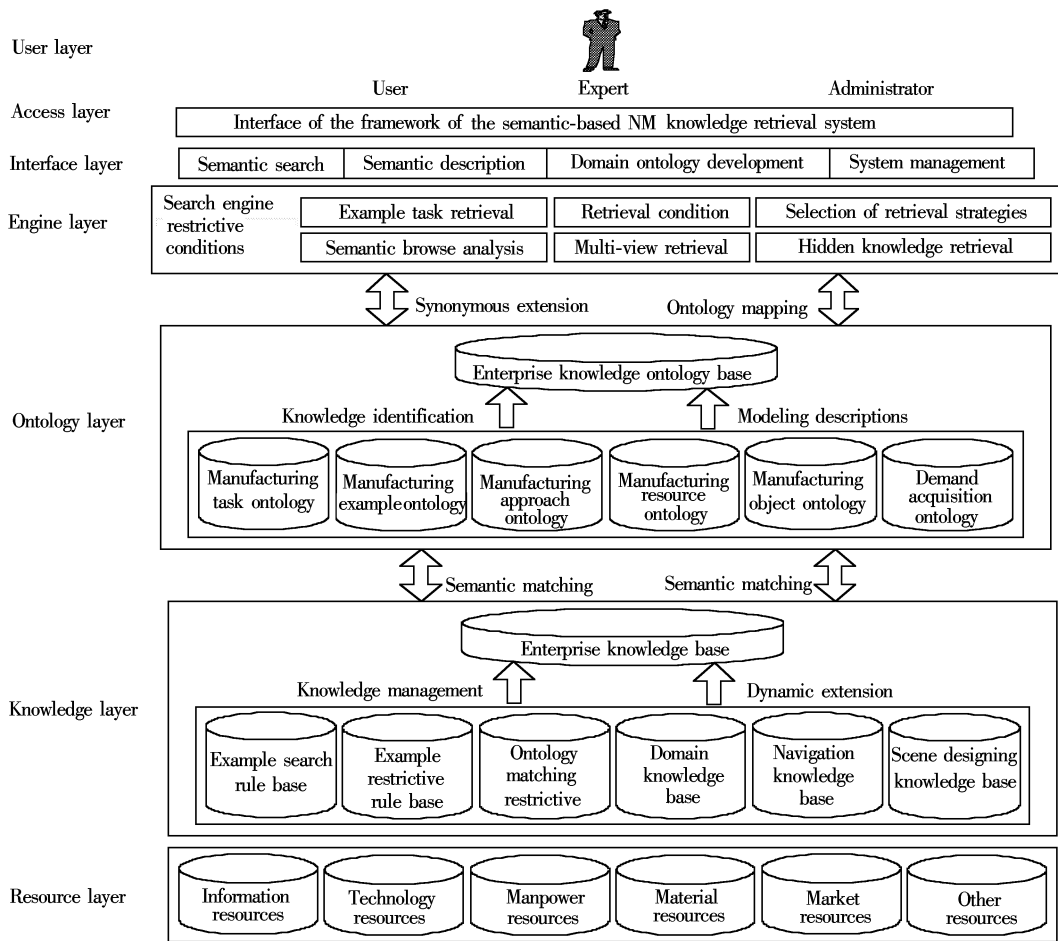 User layer
User
Expert
Administrator
Access layer
Interface of the framework of the semantic-based NM knowledge retrieval system
Interface layer
Semantic search
Semantic description
Domain ontology development
System management
Engine layer
Search engine
restrictive
conditions
Example task retrieval
Retrieval condition
Selection of retrieval strategies
Semantic browse analysis
Multi-view retrieval
Hidden knowledge retrieval
Synonymous extension
Ontology mapping
Ontology layer
Enterprise knowledge ontology base
Knowledge identification
Modeling descriptions
Manufacturing
task ontology
Manufacturing
example ontology
Manufacturing
approach ontology
ontology
Manufacturing
resource ontology
ontology
Manufacturing
object ontology
Demand
acquisition
ontology
Semantic matching
Semantic matching
Knowledge layer
Enterprise knowledge base
Knowledge management
Dynamic extension
Example search
rule base
Example
restrictive
rule base
Ontology
matching
restrictive
Domain
knowledge
base
Navigation
knowledge
base
Scene designing
knowledge base
Resource layer
Information
resources
Technology
resources
Manpower
resources
Material
resources
Market
resources
Other
resources